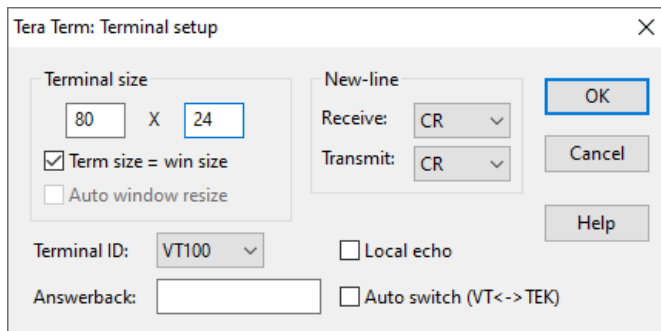 Tera Term: Terminal setup
Terminal size
80 X 24
Term size = win size
Auto window resize
New-line
Receive: CR
Transmit: CR
OK
Cancel
Help
Terminal ID: VT100
Local echo
Answerback:
Auto switch (VT<->TEK)